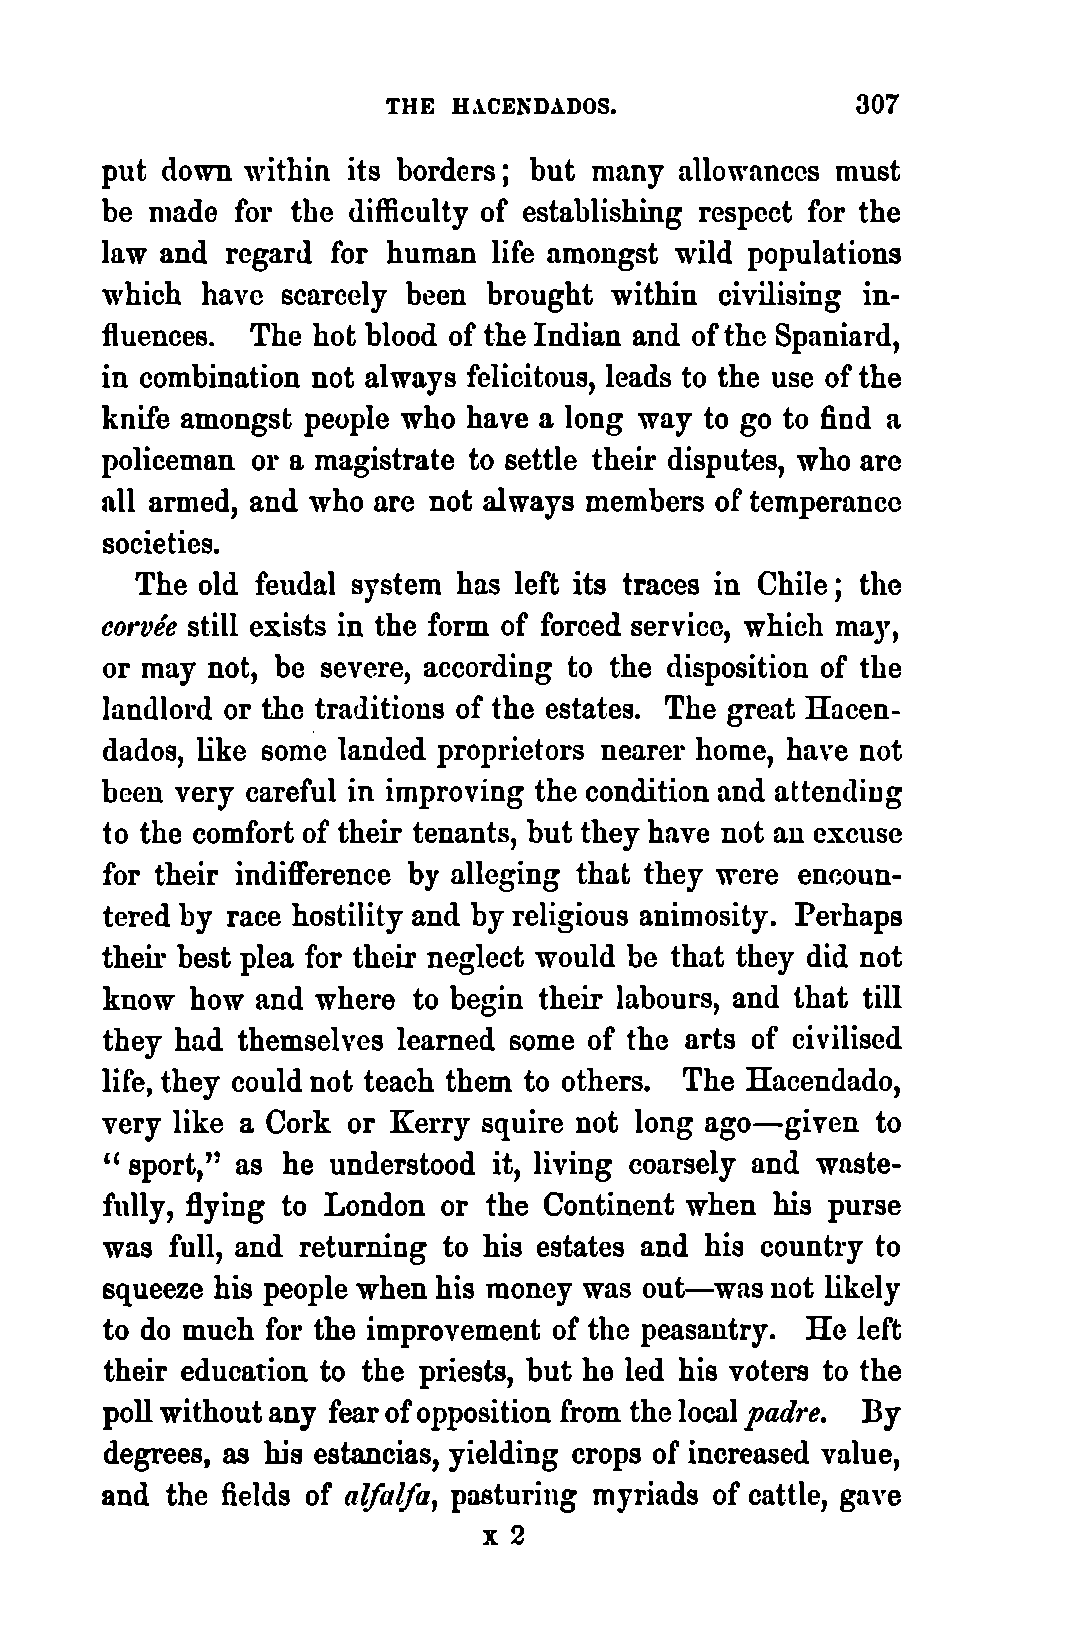 THE HACENDADOS. 307
put down within its borders; but many allowances must
be made for the difficulty of establishing respect for the
law and regard for human life amongst wild populations
which have scarcely been brought within civilising in-
fluences. The hot blood of the Indian and of the Spaniard,
in combination not always felicitous, leads to the use of the
knife amongst people who have a long way to go to find a
policeman or a magistrate to settle their disputes, who are
all armed, and who are not always members of temperance
societies.
The old feudal system has left its traces in Chile; the
corvée still exists in the form of forced service, which may,
or may not, be severe, according to the disposition of the
landlord or the traditions of the estates. The great Hacen-
dados, like some landed proprietors nearer home, have not
been very careful in improving the condition and attending
to the comfort of their tenants, but they have not an excuse
for their indifference by alleging that they were encoun-
tered by race hostility and by religious animosity. Perhaps
their best plea for their neglect would be that they did not
know how and where to begin their labours, and that till
they had themselves learned some of the arts of civilised
life, they could not teach them to others. The Hacendado,
very like a Cork or Kerry squire not long ago—given to
“sport,” as he understood it, living coarsely and waste-
fully, flying to London or the Continent when his purse
was full, and returning to his estates and his country to
squeeze his people when his money was out—was not likely
to do much for the improvement of the peasantry. He left
their education to the priests, but he led his voters to the
poll without any fear of opposition from the local padre. By
degrees, as his estancias, yielding crops of increased value,
and the fields of alfalfa, pasturing myriads of cattle, gave
x 2